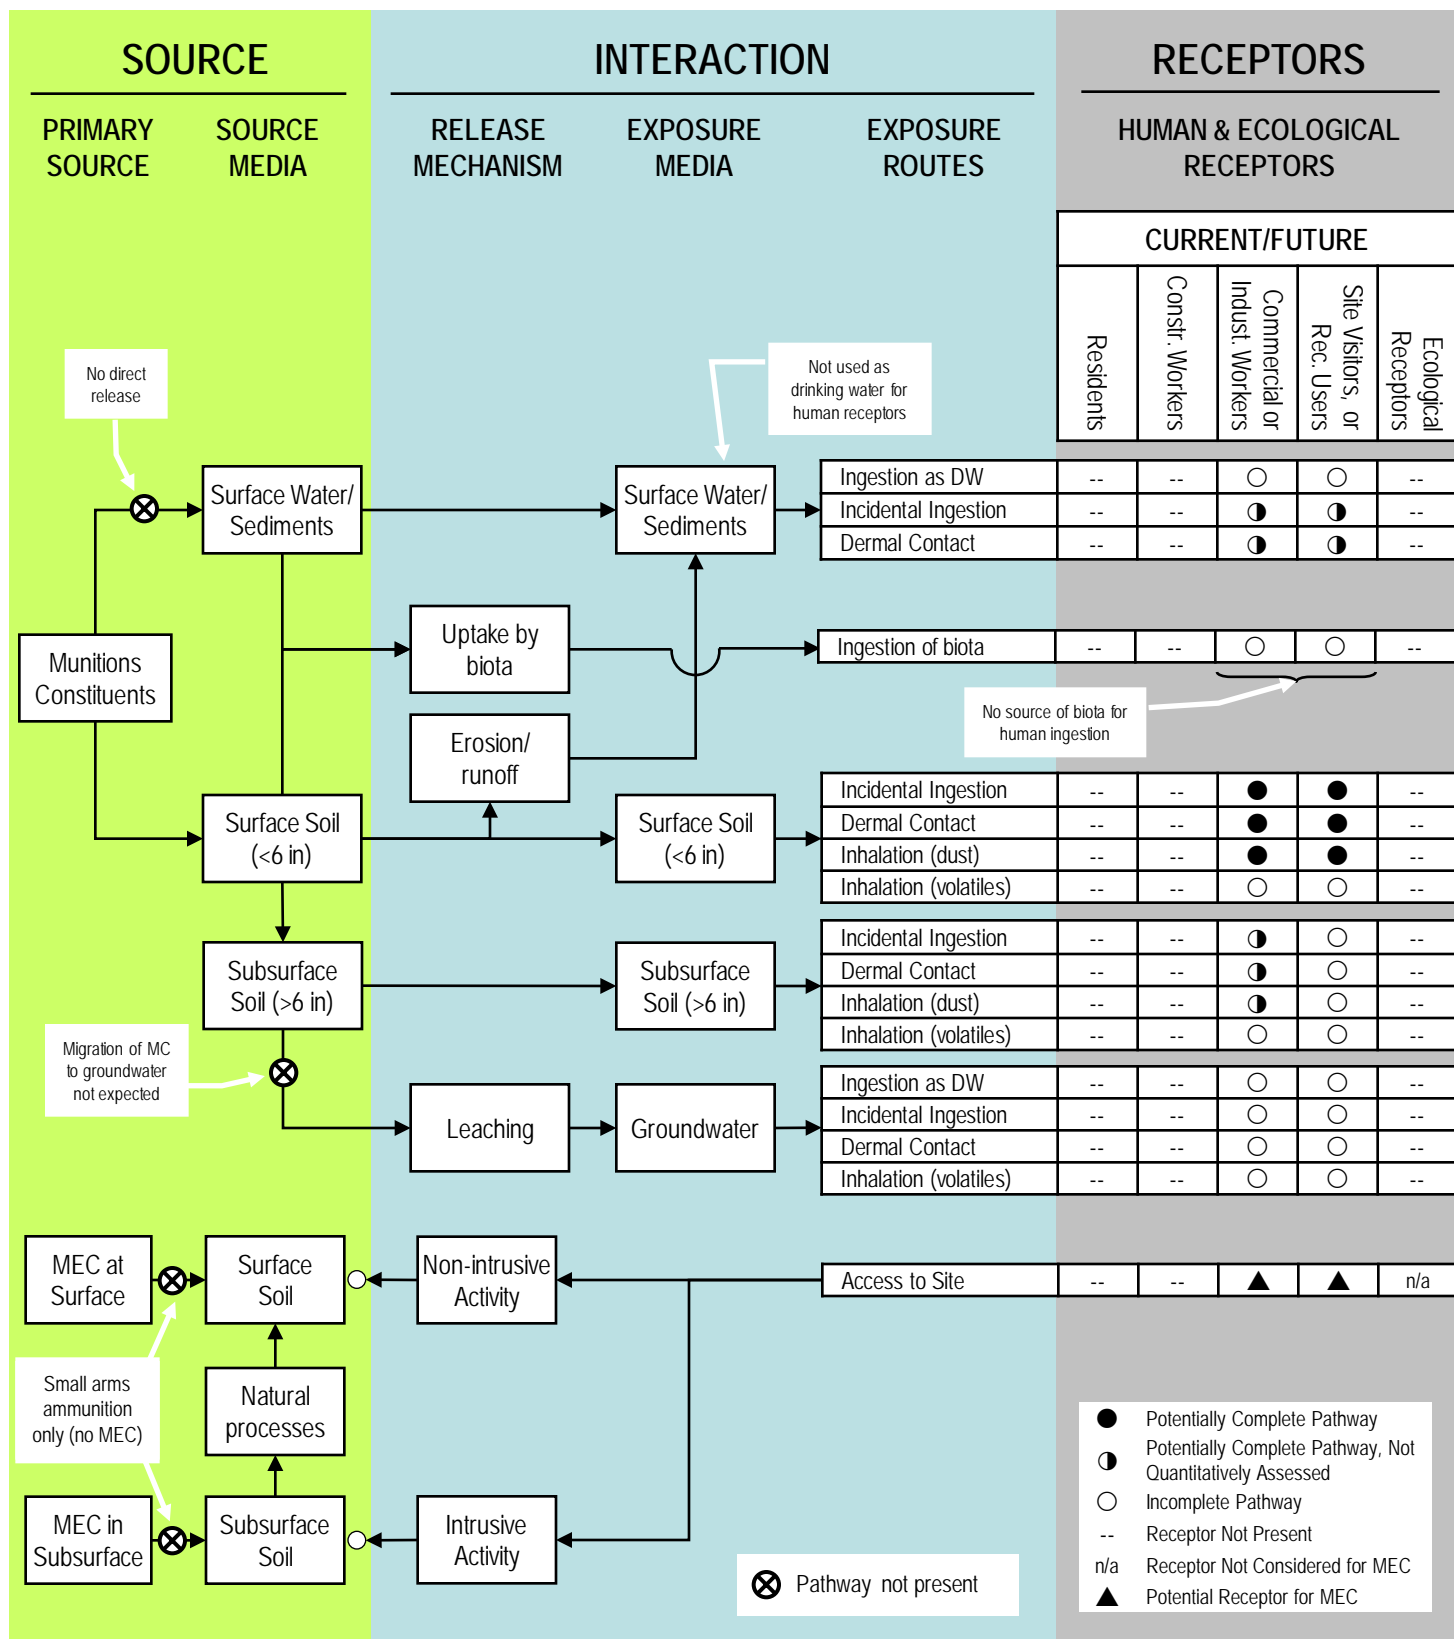 SOURCE
INTERACTION
RECEPTORS
PRIMARY
SOURCE
SOURCE
MEDIA
RELEASE
MECHANISM
EXPOSURE
MEDIA
EXPOSURE
ROUTES
HUMAN & ECOLOGICAL
RECEPTORS
CURRENT/FUTURE
Residents
Constr. Workers
Commercial or
Indust. Workers
Site Visitors, or
Rec. Users
Ecological
Receptors
No direct
release
Not used as
drinking water for
human receptors
Surface Water/
Sediments
Surface Water/
Sediments
Ingestion as DW -- -- ○ ○ --
Incidental Ingestion -- -- ◑ ◑ --
Dermal Contact -- -- ◑ ◑ --
Munitions
Constituents
Uptake by
biota
Ingestion of biota -- -- ○ ○ --
No source of biota for
human ingestion
Erosion/
runoff
Surface Soil
(<6 in)
Surface Soil
(<6 in)
Incidental Ingestion -- -- ● ● --
Dermal Contact -- -- ● ● --
Inhalation (dust) -- -- ● ● --
Inhalation (volatiles) -- -- ○ ○ --
Subsurface
Soil (>6 in)
Subsurface
Soil (>6 in)
Incidental Ingestion -- -- ◑ ○ --
Dermal Contact -- -- ◑ ○ --
Inhalation (dust) -- -- ◑ ○ --
Inhalation (volatiles) -- -- ○ ○ --
Migration of MC
to groundwater
not expected
Leaching
Groundwater
Ingestion as DW -- -- ○ ○ --
Incidental Ingestion -- -- ○ ○ --
Dermal Contact -- -- ○ ○ --
Inhalation (volatiles) -- -- ○ ○ --
MEC at
Surface
Surface
Soil
Non-intrusive
Activity
Access to Site -- -- ▲ ▲ n/a
Small arms
ammunition
only (no MEC)
Natural
processes
MEC in
Subsurface
Subsurface
Soil
Intrusive
Activity
Pathway not present
● Potentially Complete Pathway
◑ Potentially Complete Pathway, Not
Quantitatively Assessed
○ Incomplete Pathway
-- Receptor Not Present
n/a Receptor Not Considered for MEC
▲ Potential Receptor for MEC